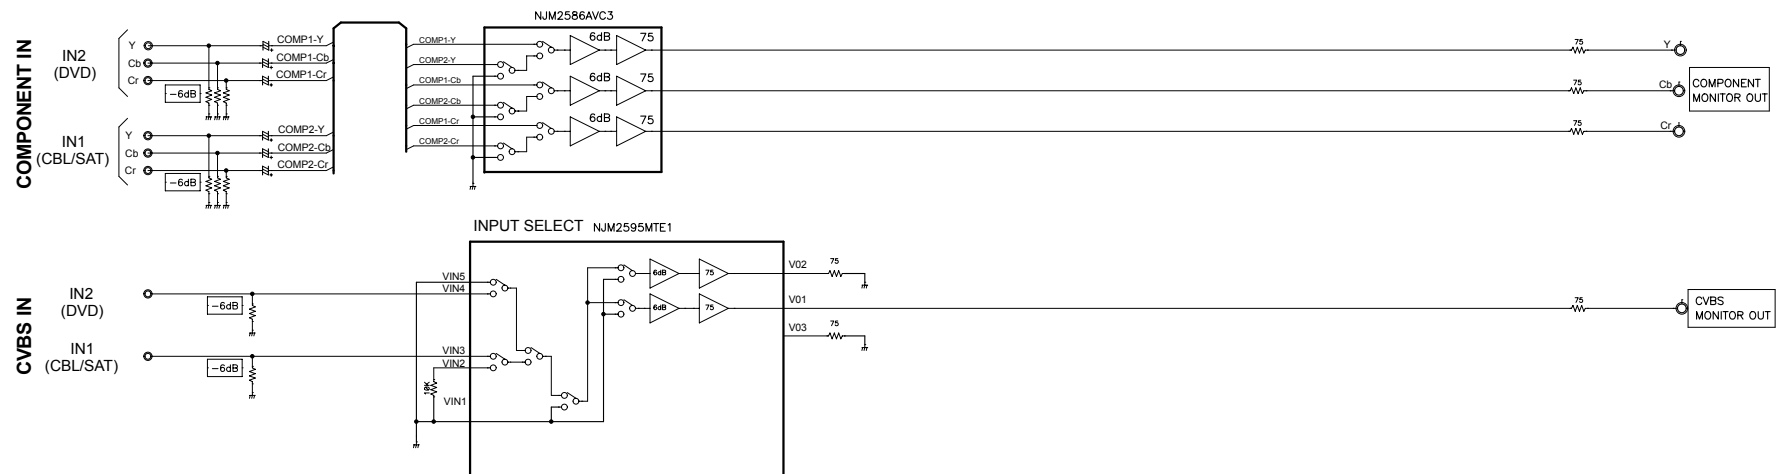 COMPONENT IN
IN2
(DVD)
Y
Cb
Cr
-6dB
COMP1-Y
COMP1-Cb
COMP1-Cr
IN1
(CBL/SAT)
Y
Cb
Cr
-6dB
COMP2-Y
COMP2-Cb
COMP2-Cr
COMP1-Y
COMP2-Y
COMP1-Cb
COMP2-Cb
COMP1-Cr
COMP2-Cr
NJM2586AVC3
6dB
75
6dB
75
6dB
75
75
75
75
Y
Cb
Cr
COMPONENT
MONITOR OUT
INPUT SELECT NJM2595MTE1
CVBS IN
IN2
(DVD)
-6dB
IN1
(CBL/SAT)
-6dB
VIN5
VIN4
VIN3
VIN2
10K
VIN1
6dB
75
6dB
75
V02
75
V01
V03
75
75
CVBS
MONITOR OUT